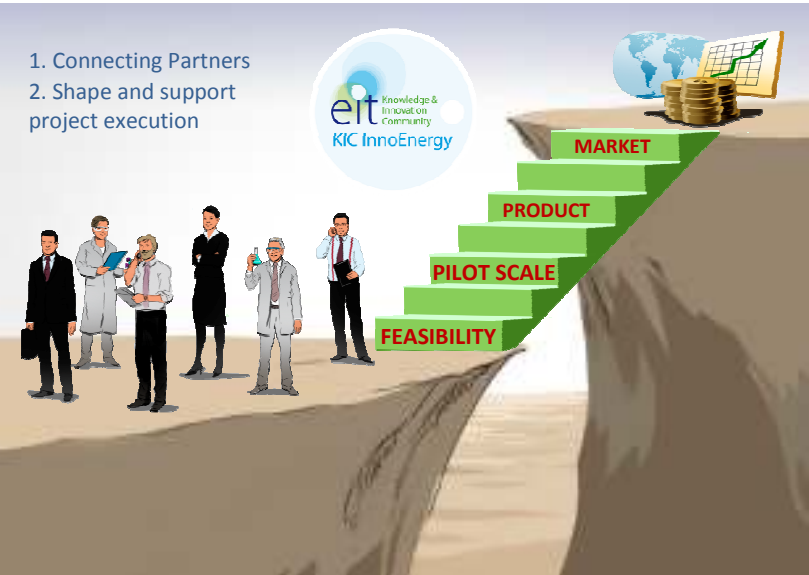 1. Connecting Partners
2. Shape and support
project execution
eit Knowledge &
Innovation
Community
KIC InnoEnergy
MARKET
PRODUCT
PILOT SCALE
FEASIBILITY